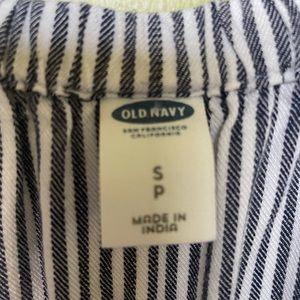 OLD NAVY
SAN FRANCISCO
CALIFORNIA
S
P
MADE IN
INDIA